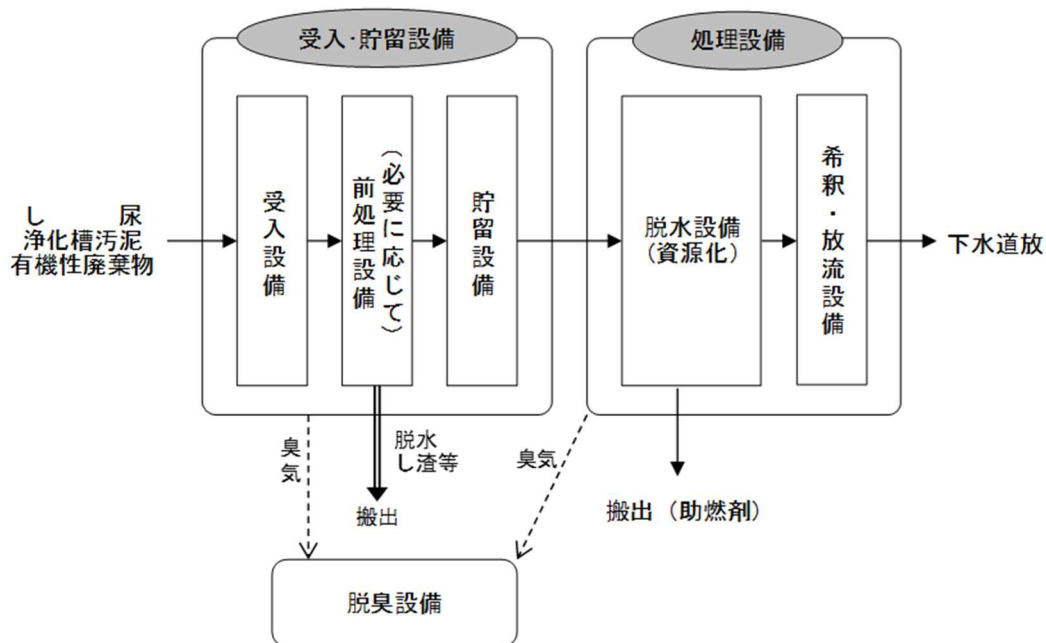 受入・貯留設備
処理設備
し　　　尿
浄化槽汚泥
有機性廃棄物
受入設備
前処理設備
（必要に応じて）
貯留設備
脱水設備
（資源化）
希釈・放流設備
下水道放
臭気
脱水
し渣等
搬出
臭気
搬出（助燃剤）
脱臭設備